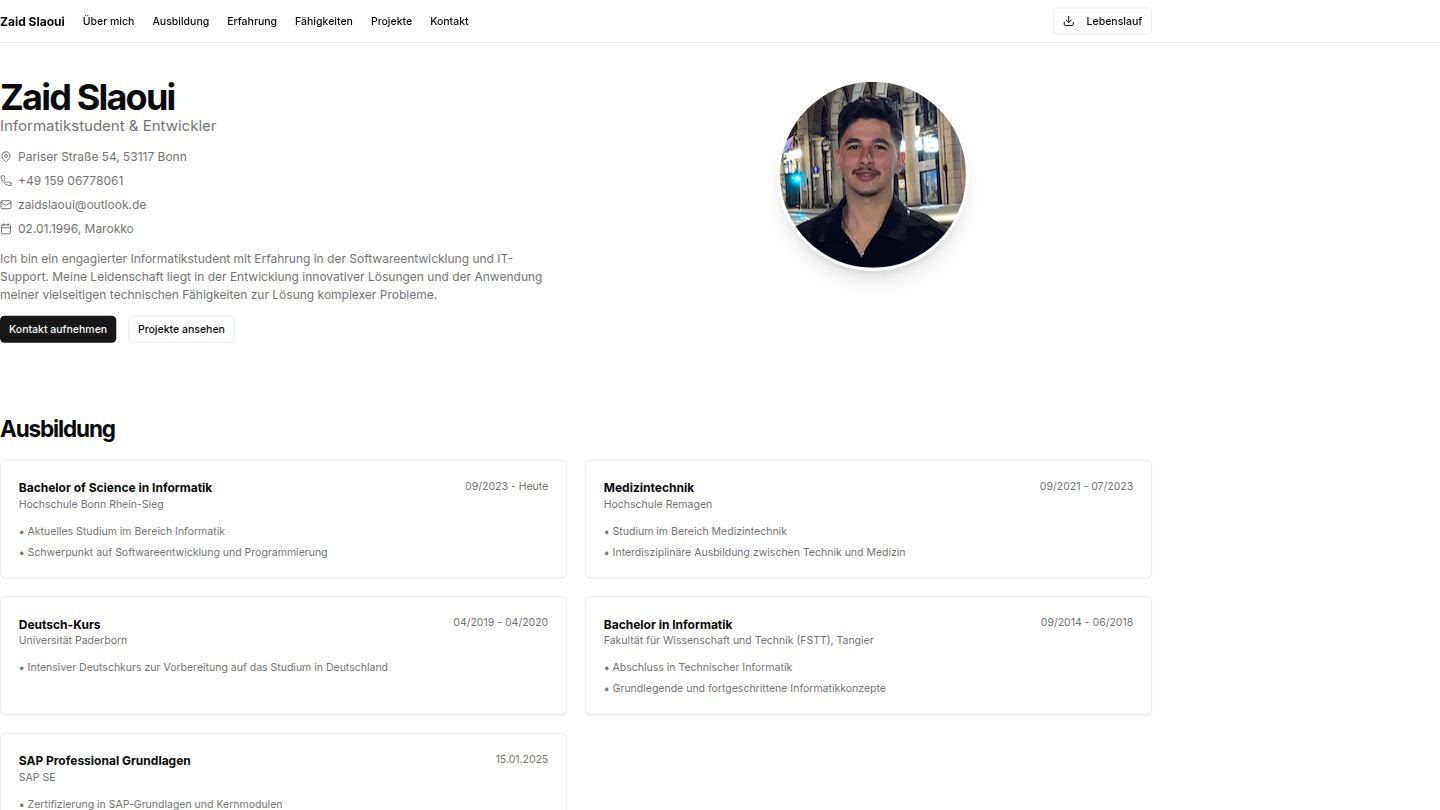 Zaid Slaoui
Über mich
Ausbildung
Erfahrung
Fähigkeiten
Projekte
Kontakt
Lebenslauf
Zaid Slaoui
Informatikstudent & Entwickler
Pariser Straße 54, 53117 Bonn
+49 159 06778061
zaidslaoui@outlook.de
02.01.1996, Marokko
Ich bin ein engagierter Informatikstudent mit Erfahrung in der Softwareentwicklung und IT-
Support. Meine Leidenschaft liegt in der Entwicklung innovativer Lösungen und der Anwendung
meiner vielseitigen technischen Fähigkeiten zur Lösung komplexer Probleme.
Kontakt aufnehmen
Projekte ansehen
Ausbildung
Bachelor of Science in Informatik
09/2023 - Heute
Hochschule Bonn Rhein-Sieg
• Aktuelles Studium im Bereich Informatik
• Schwerpunkt auf Softwareentwicklung und Programmierung
Medizintechnik
09/2021 - 07/2023
Hochschule Remagen
• Studium im Bereich Medizintechnik
• Interdisziplinäre Ausbildung zwischen Technik und Medizin
Deutsch-Kurs
04/2019 - 04/2020
Universität Paderborn
• Intensiver Deutschkurs zur Vorbereitung auf das Studium in Deutschland
Bachelor in Informatik
09/2014 - 06/2018
Fakultät für Wissenschaft und Technik (FSTT), Tangier
• Abschluss in Technischer Informatik
• Grundlegende und fortgeschrittene Informatikkonzepte
SAP Professional Grundlagen
15.01.2025
SAP SE
• Zertifizierung in SAP-Grundlagen und Kernmodulen